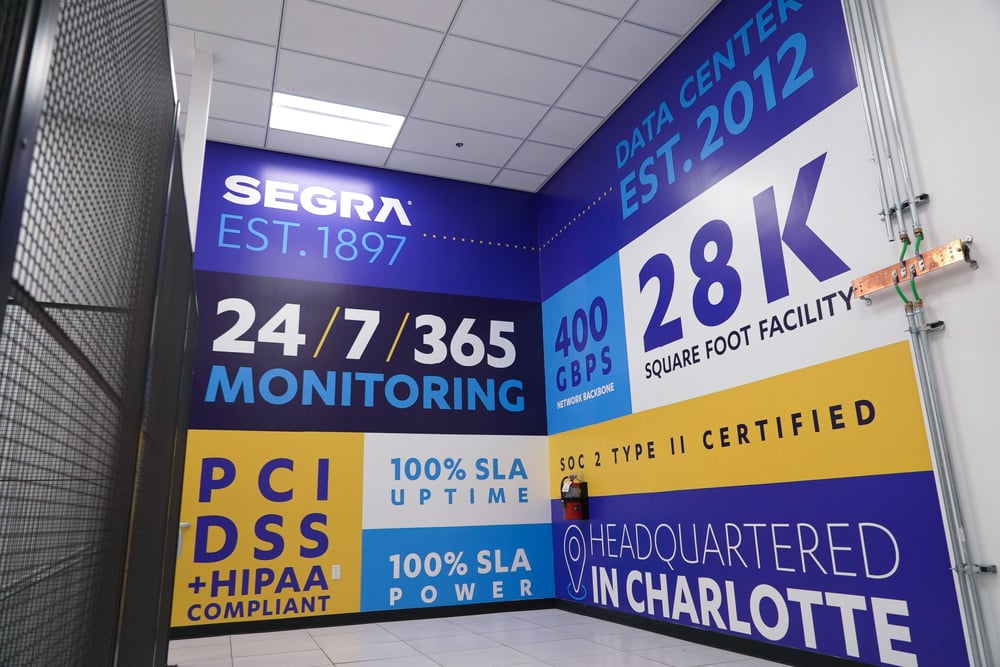 SEGRA
EST. 1897
24/7/365
MONITORING
PCI
DSS
+HIPAA
COMPLIANT
100% SLA
UPTIME
100% SLA
POWER
DATA CENTER
EST. 2012
400
GBPS
NETWORK BACKBONE
28K
SQUARE FOOT FACILITY
SOC 2 TYPE II CERTIFIED
HEADQUARTERED
IN CHARLOTTE